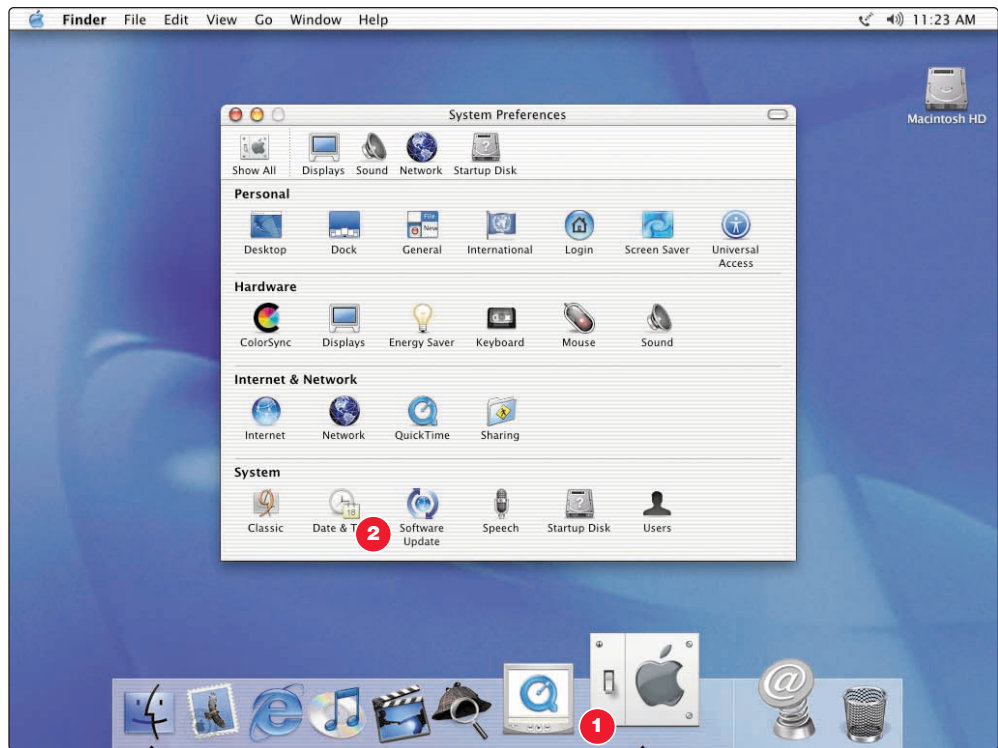 Finder File Edit View Go Window Help 11:23 AM
Macintosh HD
System Preferences
Show All Displays Sound Network Startup Disk
Personal
Desktop Dock General International Login Screen Saver Universal Access
File
New
Hardware
ColorSync Displays Energy Saver Keyboard Mouse Sound
Internet & Network
Internet Network QuickTime Sharing
System
18
Classic Date & T Software Update Speech Startup Disk Users
2
@
1